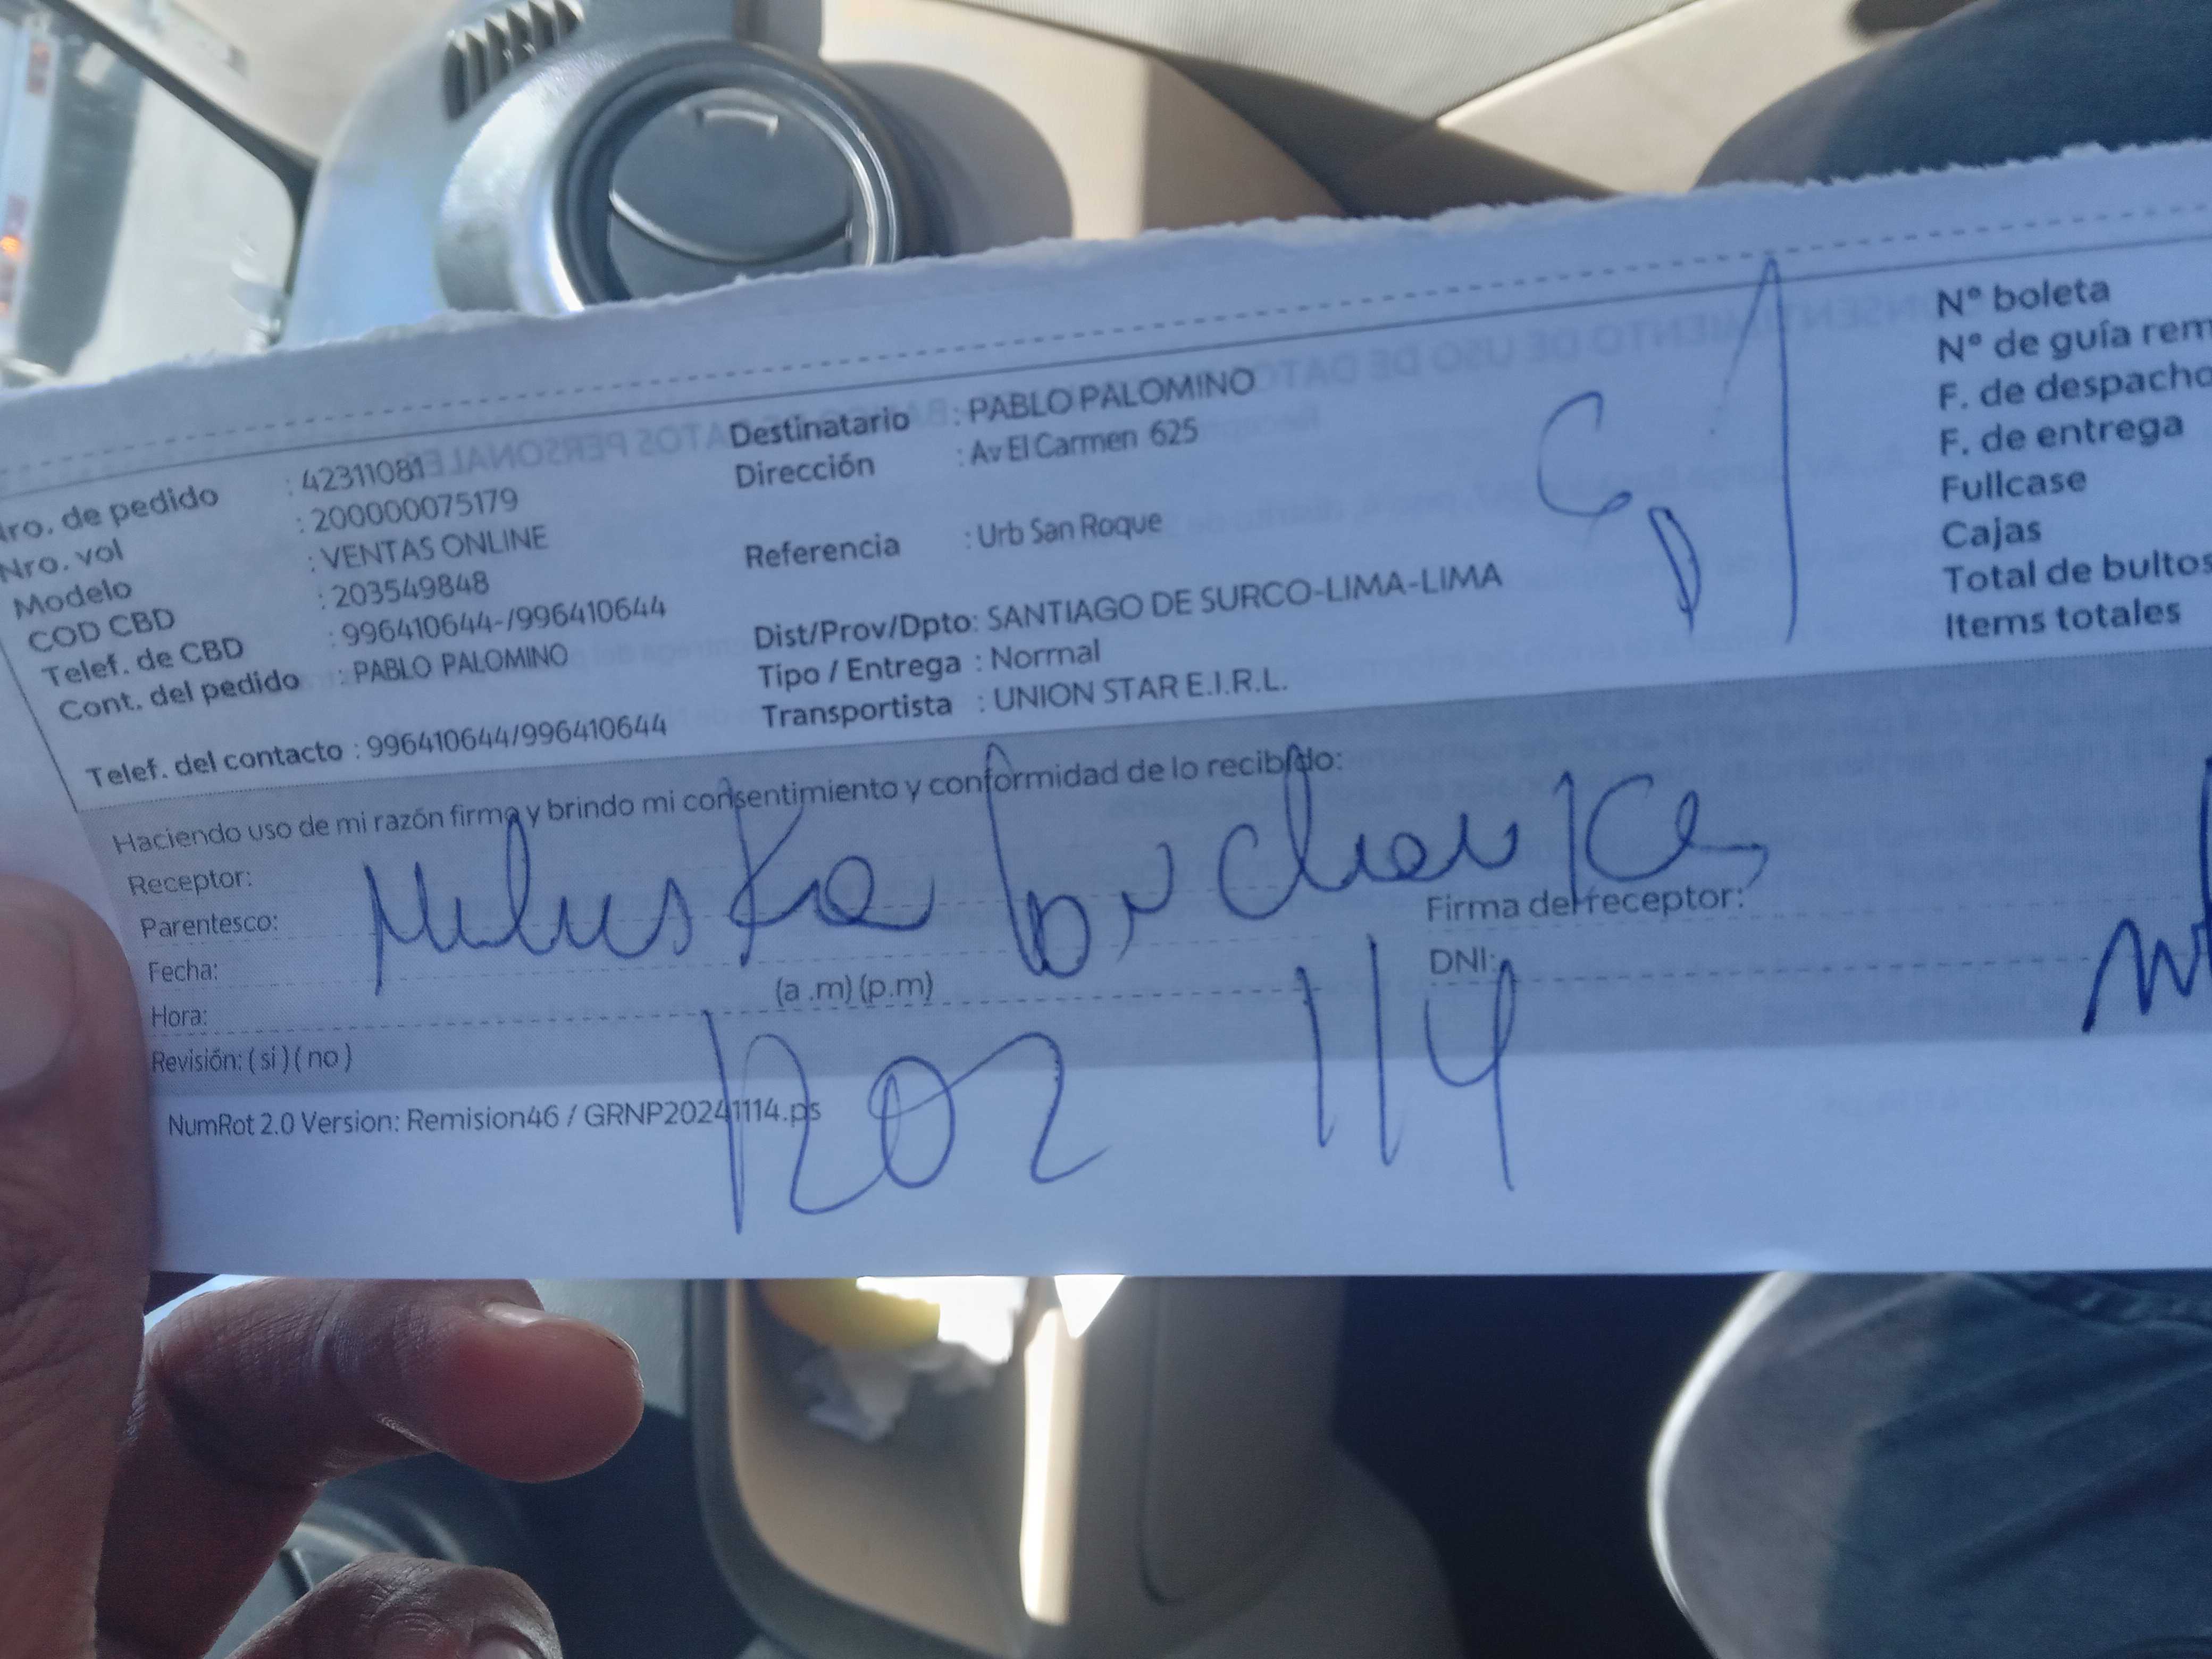 Nro. de pedido : 42311081
Nro. vol : 200000075179
Modelo : VENTAS ONLINE
COD CBD : 203549848
Telef. de CBD : 996410644-/996410644
Cont. del pedido : PABLO PALOMINO
Telef. del contacto : 996410644/996410644
Destinatario : PABLO PALOMINO
Dirección : Av El Carmen 625
Referencia : Urb San Roque
Dist/Prov/Dpto: SANTIAGO DE SURCO-LIMA-LIMA
Tipo / Entrega : Normal
Transportista : UNION STAR E.I.R.L.
N° boleta
N° de guía rem
F. de despacho
F. de entrega
Fullcase
Cajas
Total de bultos
Items totales
Haciendo uso de mi razón firmo y brindo mi consentimiento y conformidad de lo recibido:
Receptor:
Parentesco:
Fecha:
Hora:
(a .m) (p.m)
Revisión: ( si ) ( no )
Firma del receptor:
DNI:
1202 114
NumRot 2.0 Version: Remision46 / GRNP20241114.ps